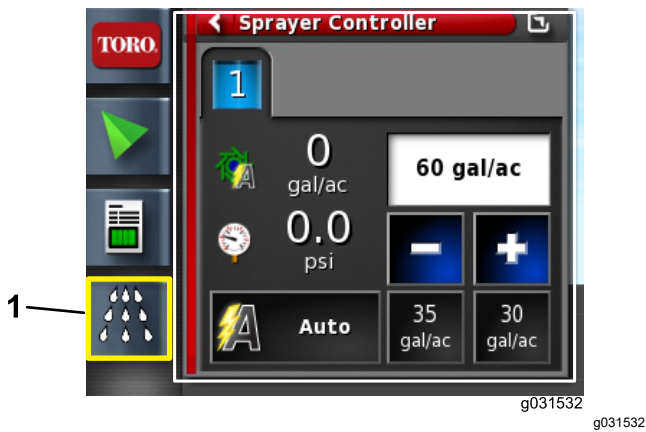 TORO.
Sprayer Controller
1
0
gal/ac
60 gal/ac
0.0
psi
A Auto
35
gal/ac
30
gal/ac
1
g031532
g031532